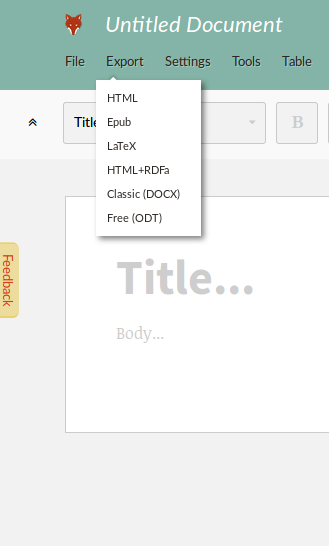 Untitled Document
File Export Settings Tools Table
HTML
Epub
LaTeX
HTML+RDFa
Classic (DOCX)
Free (ODT)
B
Title...
Body...
Feedback